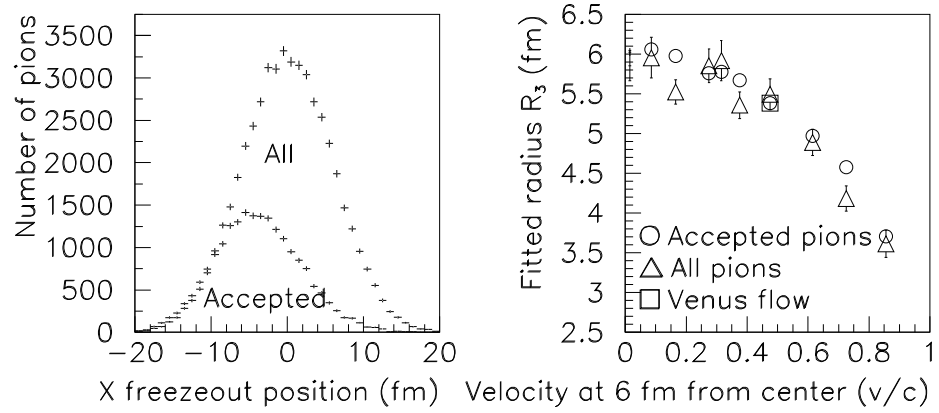 Number of pions
3500
3000
2500
2000
1500
1000
500
0
All
Accepted
−20 −10 0 10 20
X freezeout position (fm)
Fitted radius R3 (fm)
6.5
6
5.5
5
4.5
4
3.5
3
2.5
Accepted pions
All pions
Venus flow
0 0.2 0.4 0.6 0.8 1
Velocity at 6 fm from center (v/c)